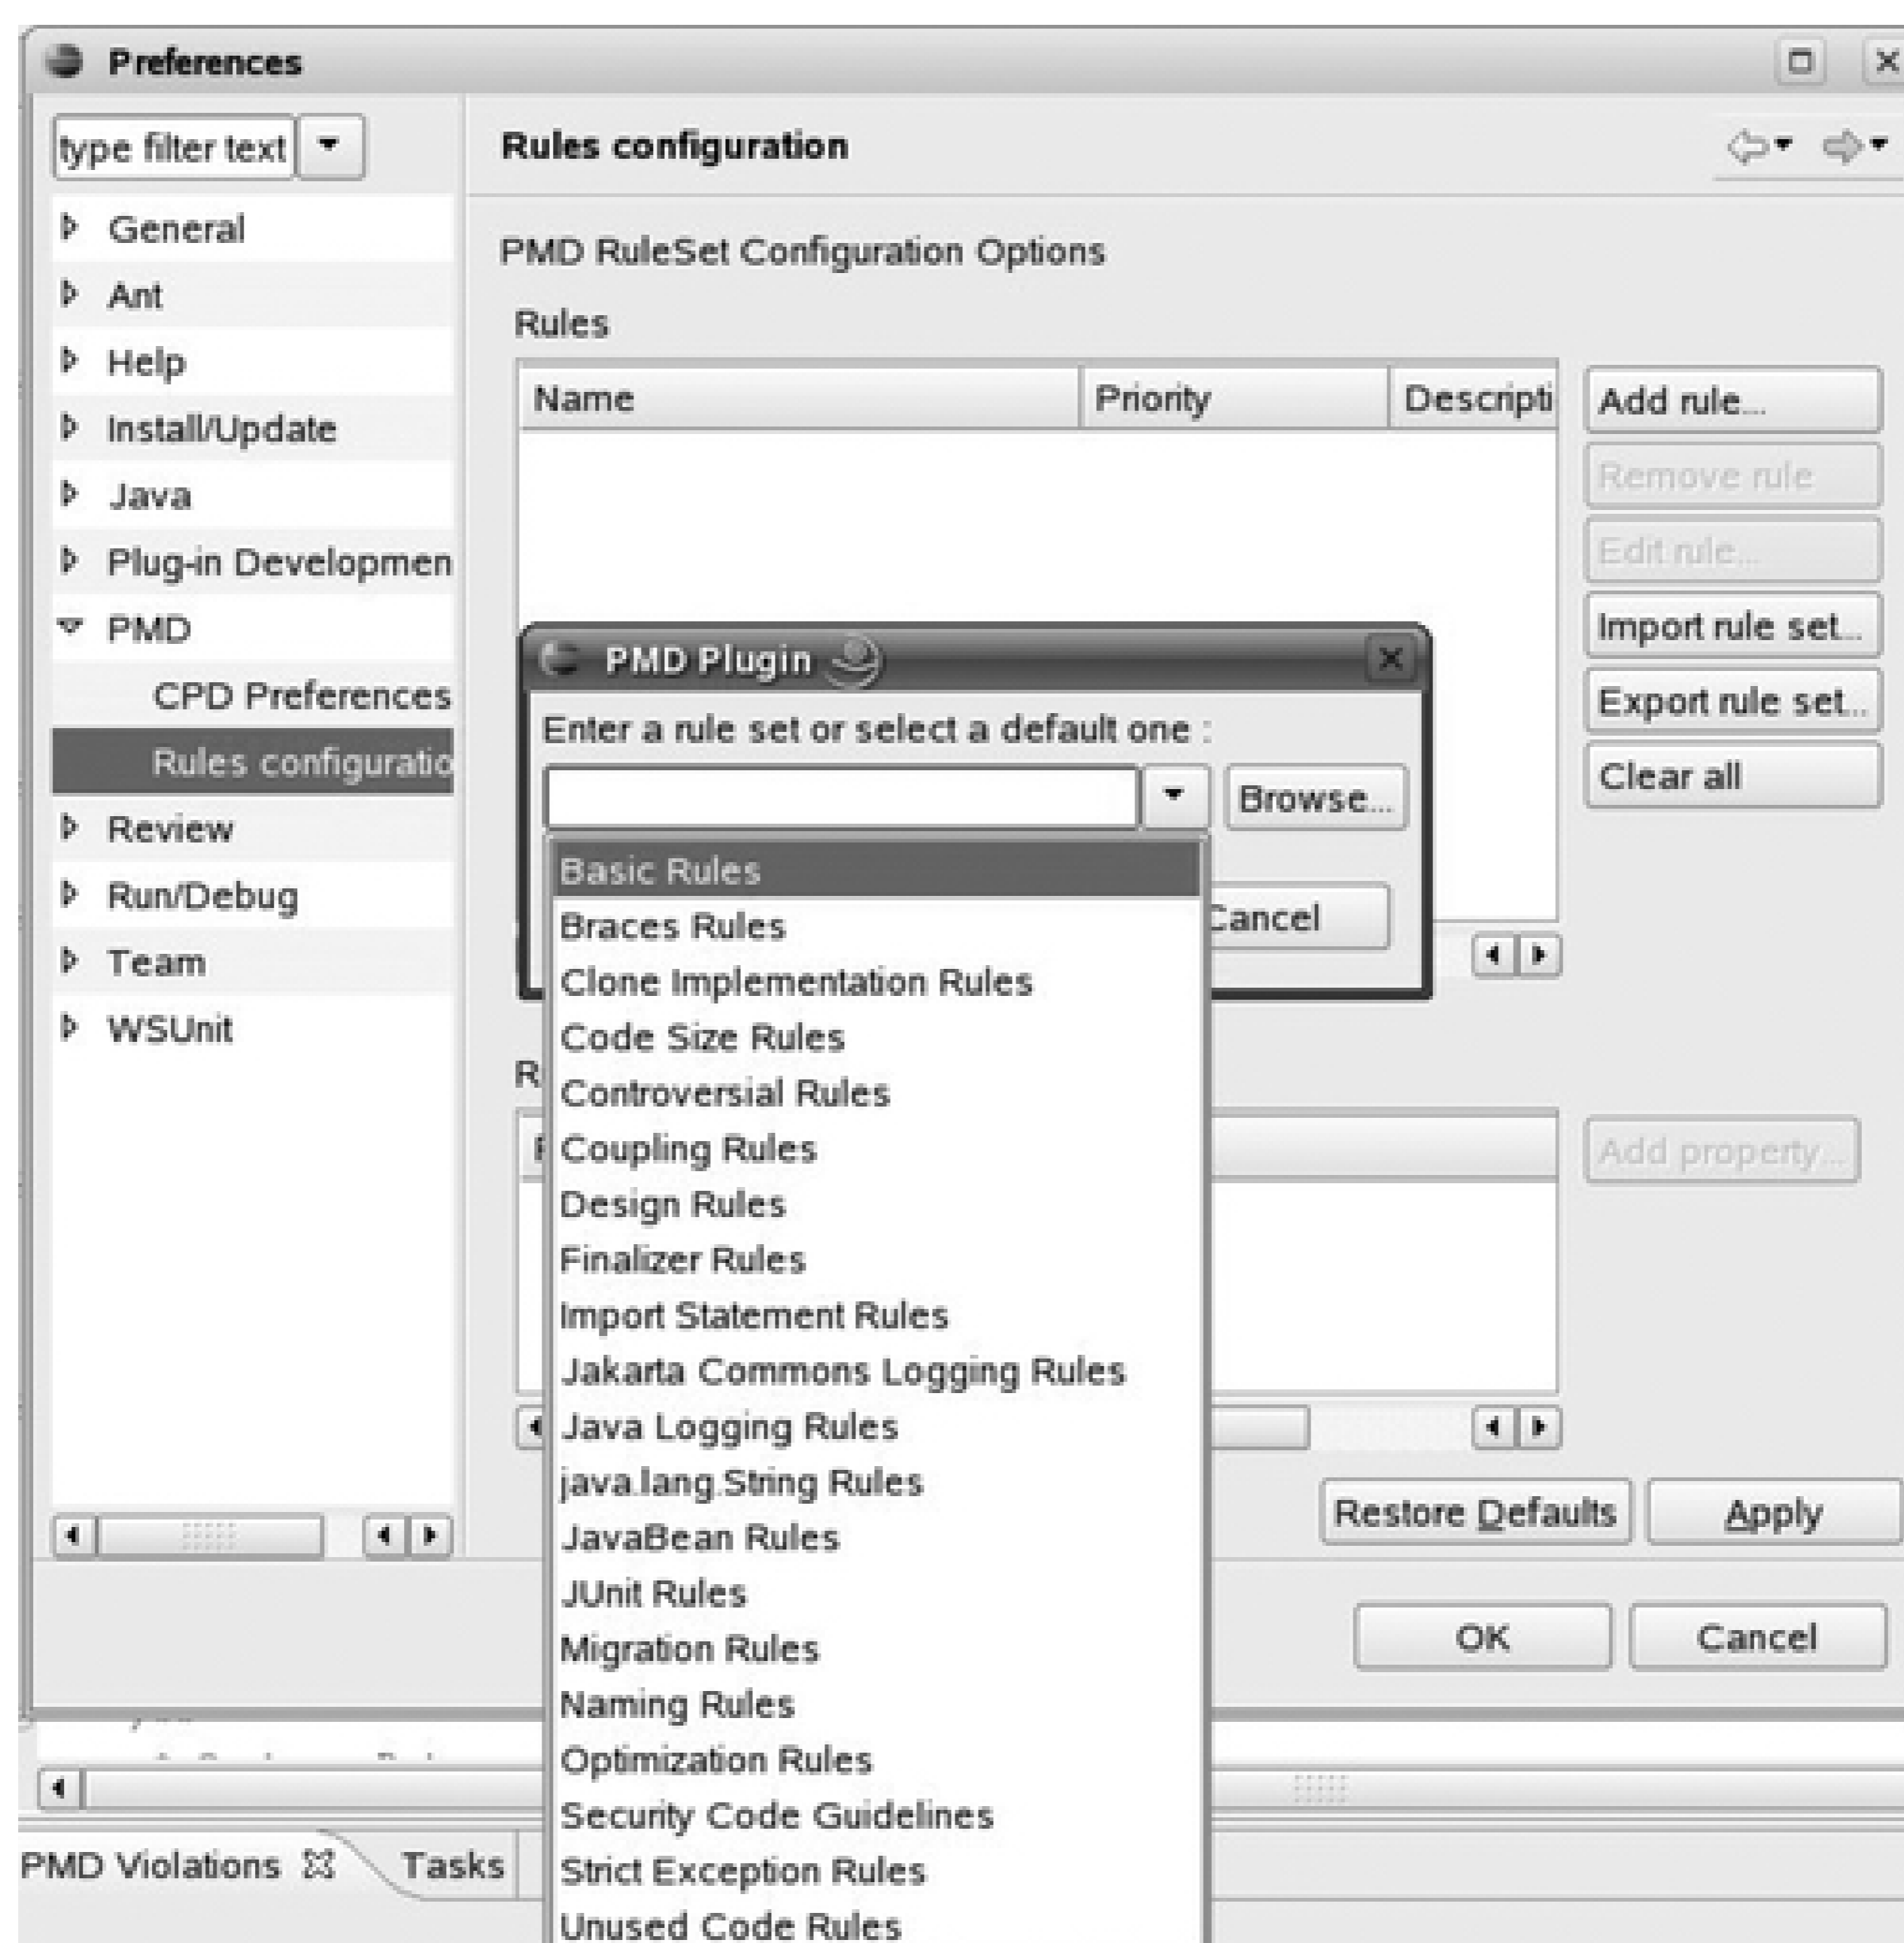 Preferences
type filter text
General
Ant
Help
Install/Update
Java
Plug-in Developmen
PMD
CPD Preferences
Rules configuratio
Review
Run/Debug
Team
WSUnit
Rules configuration
PMD RuleSet Configuration Options
Rules
Name Priority Descripti
Add rule...
Remove rule
Edit rule...
Import rule set...
Export rule set...
Clear all
PMD Plugin
Enter a rule set or select a default one :
Browse...
Cancel
Basic Rules
Braces Rules
Clone Implementation Rules
Code Size Rules
Controversial Rules
Coupling Rules
Design Rules
Finalizer Rules
Import Statement Rules
Jakarta Commons Logging Rules
Java Logging Rules
java.lang.String Rules
JavaBean Rules
JUnit Rules
Migration Rules
Naming Rules
Optimization Rules
Security Code Guidelines
Strict Exception Rules
Unused Code Rules
R
Add property...
Restore Defaults
Apply
OK
Cancel
PMD Violations
Tasks